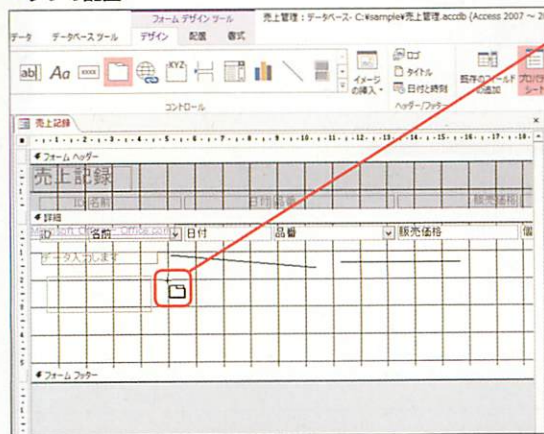 フォーム デザイン ツール
売上管理 : データベース- C:¥sample¥売上管理.accdb (Access 2007 ～ 2
データ データベース ツール デザイン 配置 書式
ab Aa xxxx XYZ
イメージの挿入
ロゴ
タイトル
日付と時刻
既存のフィールドの追加
プロパティシート
コントロール
ヘッダー/フッター
売上記録
フォーム ヘッダー
売上記録
ID 名前 日付 品番 販売価格
詳細
ID 名前 日付 品番 販売価格 個
データ入力します
フォーム フッター